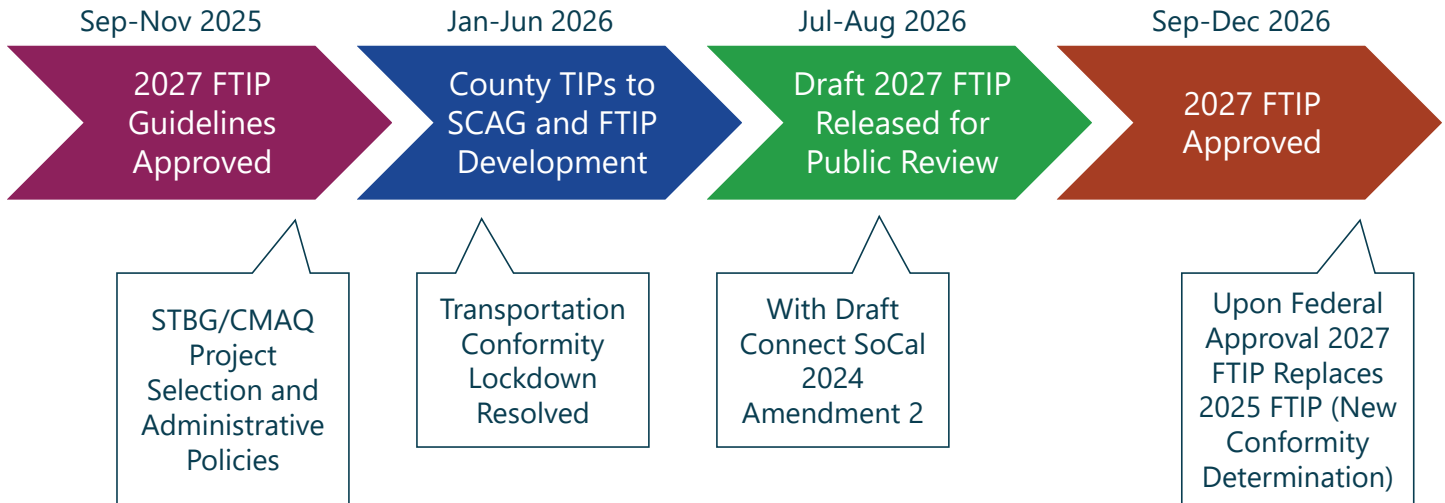 Sep-Nov 2025
Jan-Jun 2026
Jul-Aug 2026
Sep-Dec 2026
2027 FTIP
Guidelines
Approved
County TIPs to
SCAG and FTIP
Development
Draft 2027 FTIP
Released for
Public Review
2027 FTIP
Approved
STBG/CMAQ
Project
Selection and
Administrative
Policies
Transportation
Conformity
Lockdown
Resolved
With Draft
Connect SoCal
2024
Amendment 2
Upon Federal
Approval 2027
FTIP Replaces
2025 FTIP (New
Conformity
Determination)